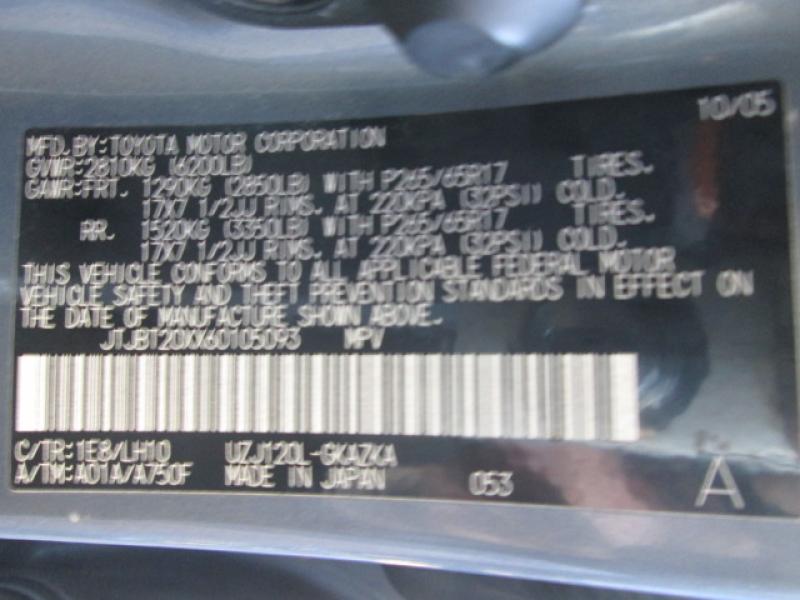 10/05
MFD.BY:TOYOTA MOTOR CORPORATION
GVWR:2810KG (6200LB)
GAWR:FRT. 1290KG (2850LB) WITH P265/65R17 TIRES.
17X7 1/2JJ RIMS. AT 220KPA (32PSI) COLD.
RR. 1520KG (3350LB) WITH P265/65R17 TIRES.
17X7 1/2JJ RIMS. AT 220KPA (32PSI) COLD.
THIS VEHICLE CONFORMS TO ALL APPLICABLE FEDERAL MOTOR
VEHICLE SAFETY AND THEFT PREVENTION STANDARDS IN EFFECT ON
THE DATE OF MANUFACTURE SHOWN ABOVE.
JTJBT20XX60105093 MPV
C/TR:1E8/LH10 UZJ120L-GKAZKA
A/TM:A01A/A750F MADE IN JAPAN 053
A